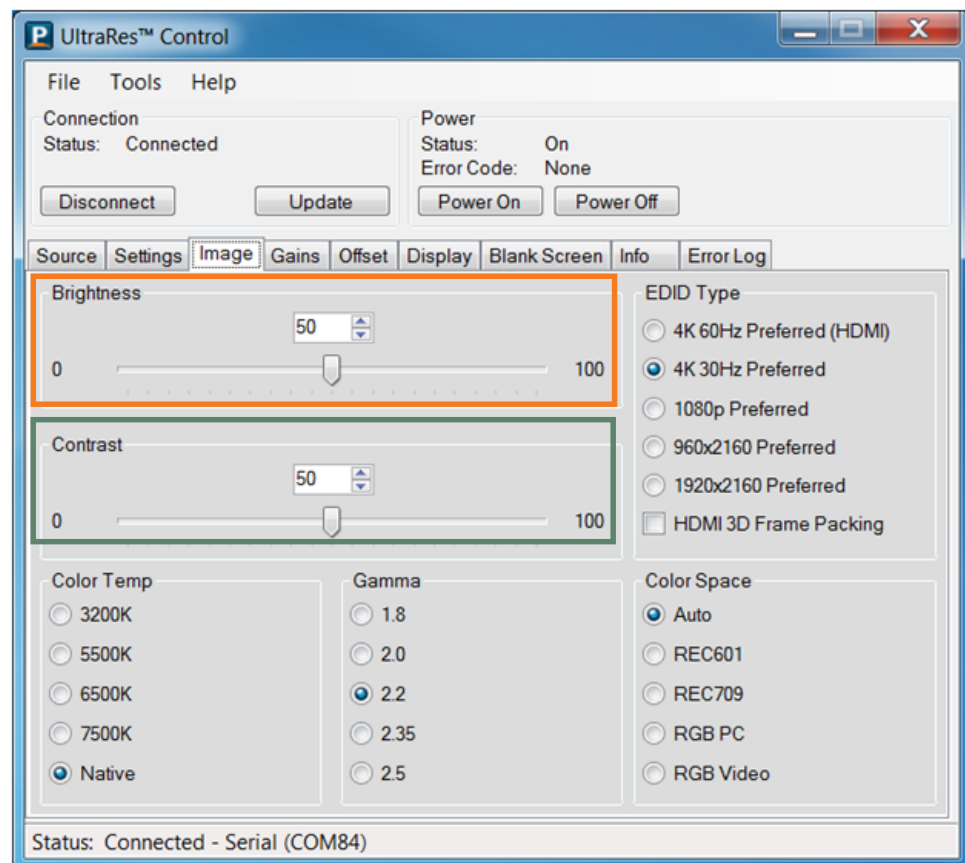 P UltraRes™ Control
File Tools Help
Connection
Status: Connected
Disconnect Update
Power
Status: On
Error Code: None
Power On Power Off
Source Settings Image Gains Offset Display Blank Screen Info Error Log
Brightness
50
0 100
Contrast
50
0 100
EDID Type
4K 60Hz Preferred (HDMI)
4K 30Hz Preferred
1080p Preferred
960x2160 Preferred
1920x2160 Preferred
HDMI 3D Frame Packing
Color Temp
3200K
5500K
6500K
7500K
Native
Gamma
1.8
2.0
2.2
2.35
2.5
Color Space
Auto
REC601
REC709
RGB PC
RGB Video
Status: Connected - Serial (COM84)